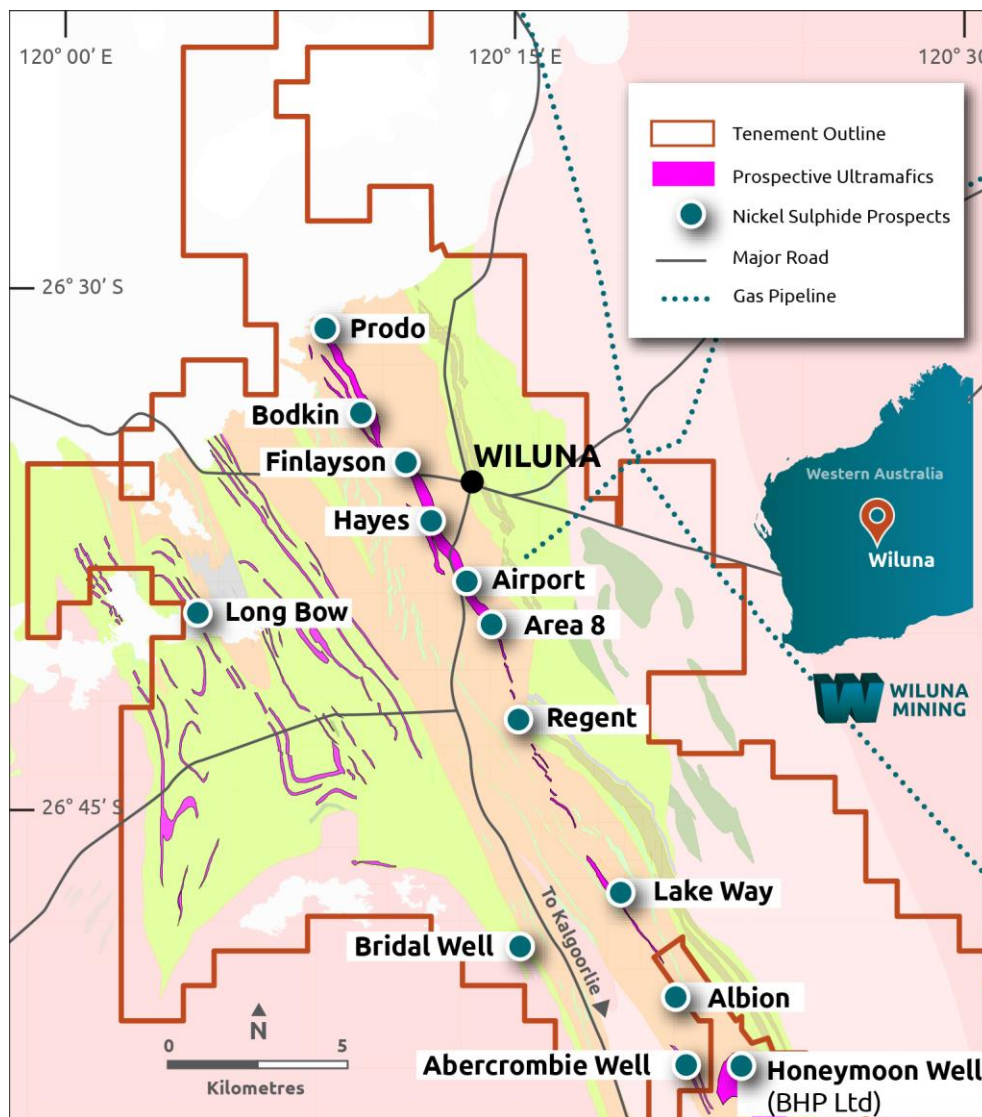 120° 00′ E
120° 15′ E
120° 30
Tenement Outline
Prospective Ultramafics
Nickel Sulphide Prospects
Major Road
Gas Pipeline
26° 30′ S
Prodo
Bodkin
Finlayson
WILUNA
Hayes
Airport
Long Bow
Area 8
Western Australia
Wiluna
WILUNA
MINING
Regent
26° 45′ S
Lake Way
Bridal Well
To Kalgoorlie
Albion
Abercrombie Well
Honeymoon Well
(BHP Ltd)
N
0 5
Kilometres